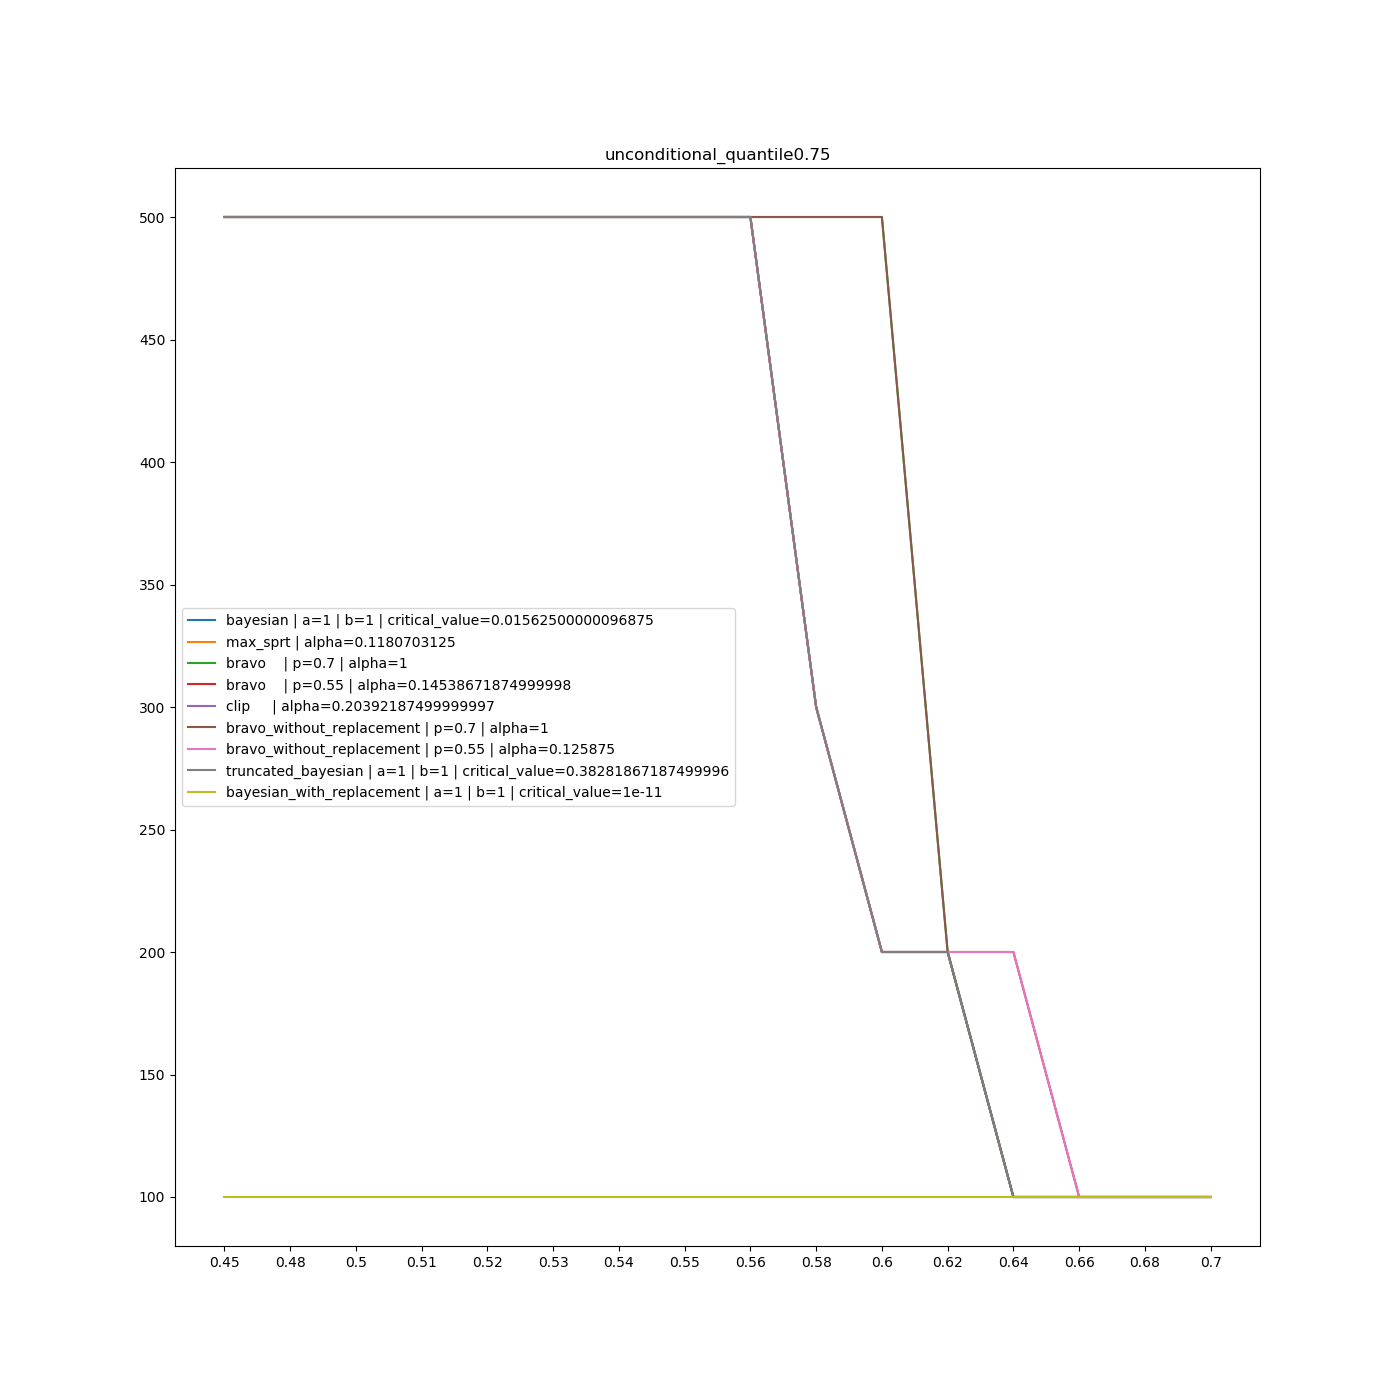 unconditional_quantile0.75
500
450
400
350
300
250
200
150
100
bayesian | a=1 | b=1 | critical_value=0.01562500000096875
max_sprt | alpha=0.1180703125
bravo | p=0.7 | alpha=1
bravo | p=0.55 | alpha=0.14538671874999998
clip | alpha=0.20392187499999997
bravo_without_replacement | p=0.7 | alpha=1
bravo_without_replacement | p=0.55 | alpha=0.125875
truncated_bayesian | a=1 | b=1 | critical_value=0.38281867187499996
bayesian_with_replacement | a=1 | b=1 | critical_value=1e-11
0.45 0.48 0.5 0.51 0.52 0.53 0.54 0.55 0.56 0.58 0.6 0.62 0.64 0.66 0.68 0.7